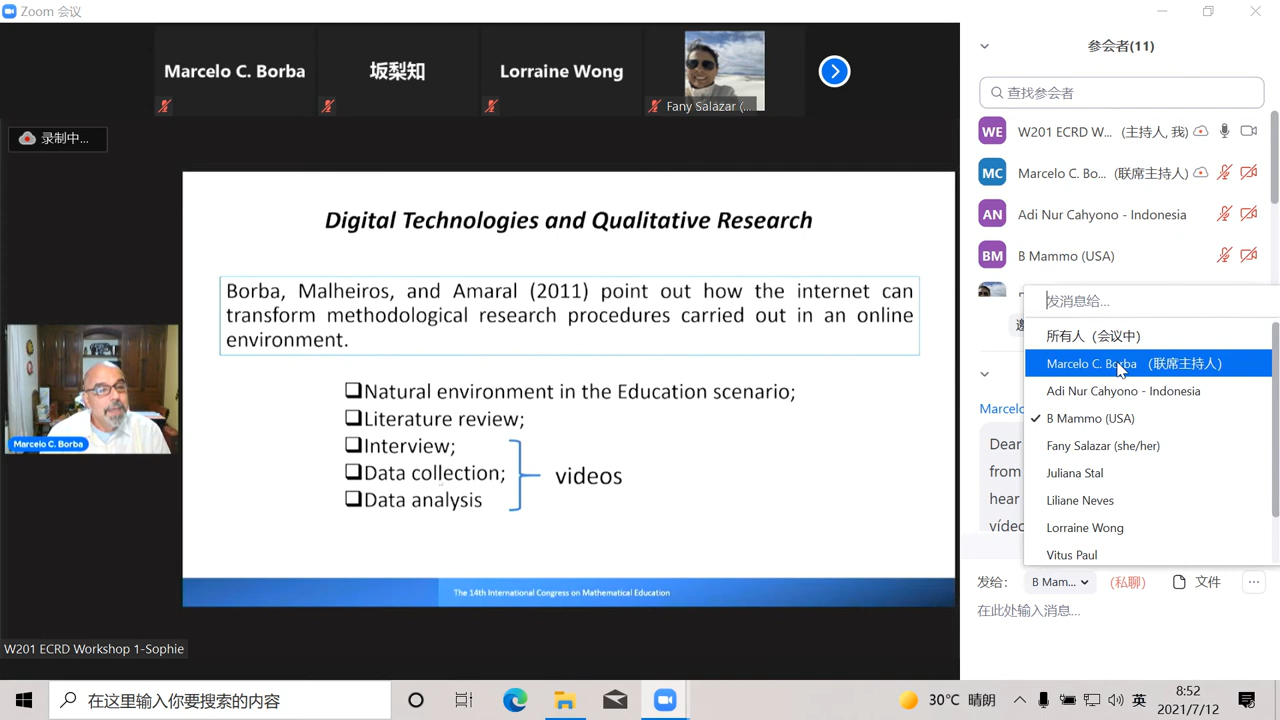 Zoom 会议
Marcelo C. Borba
坂梨知
Lorraine Wong
Fany Salazar (...
录制中...
Digital Technologies and Qualitative Research
Borba, Malheiros, and Amaral (2011) point out how the internet can
transform methodological research procedures carried out in an online
environment.
Natural environment in the Education scenario;
Literature review;
Interview;
Data collection;
Data analysis
videos
Marcelo C. Borba
The 14th International Congress on Mathematical Education
W201 ECRD Workshop 1-Sophie
参会者(11)
查找参会者
WE W201 ECRD W... (主持人, 我)
MC Marcelo C. Bo... (联席主持人)
AN Adi Nur Cahyono - Indonesia
BM B Mammo (USA)
发消息给...
所有人（会议中）
Marcelo C. Borba （联席主持人）
Adi Nur Cahyono - Indonesia
B Mammo (USA)
Fany Salazar (she/her)
Juliana Stal
Liliane Neves
Lorraine Wong
Vitus Paul
Marcelo
Dear
from
hear
vídeo
发给: B Mam... (私聊) 文件 ...
在此处输入消息...
在这里输入你要搜索的内容
30°C 晴朗
英
8:52
2021/7/12